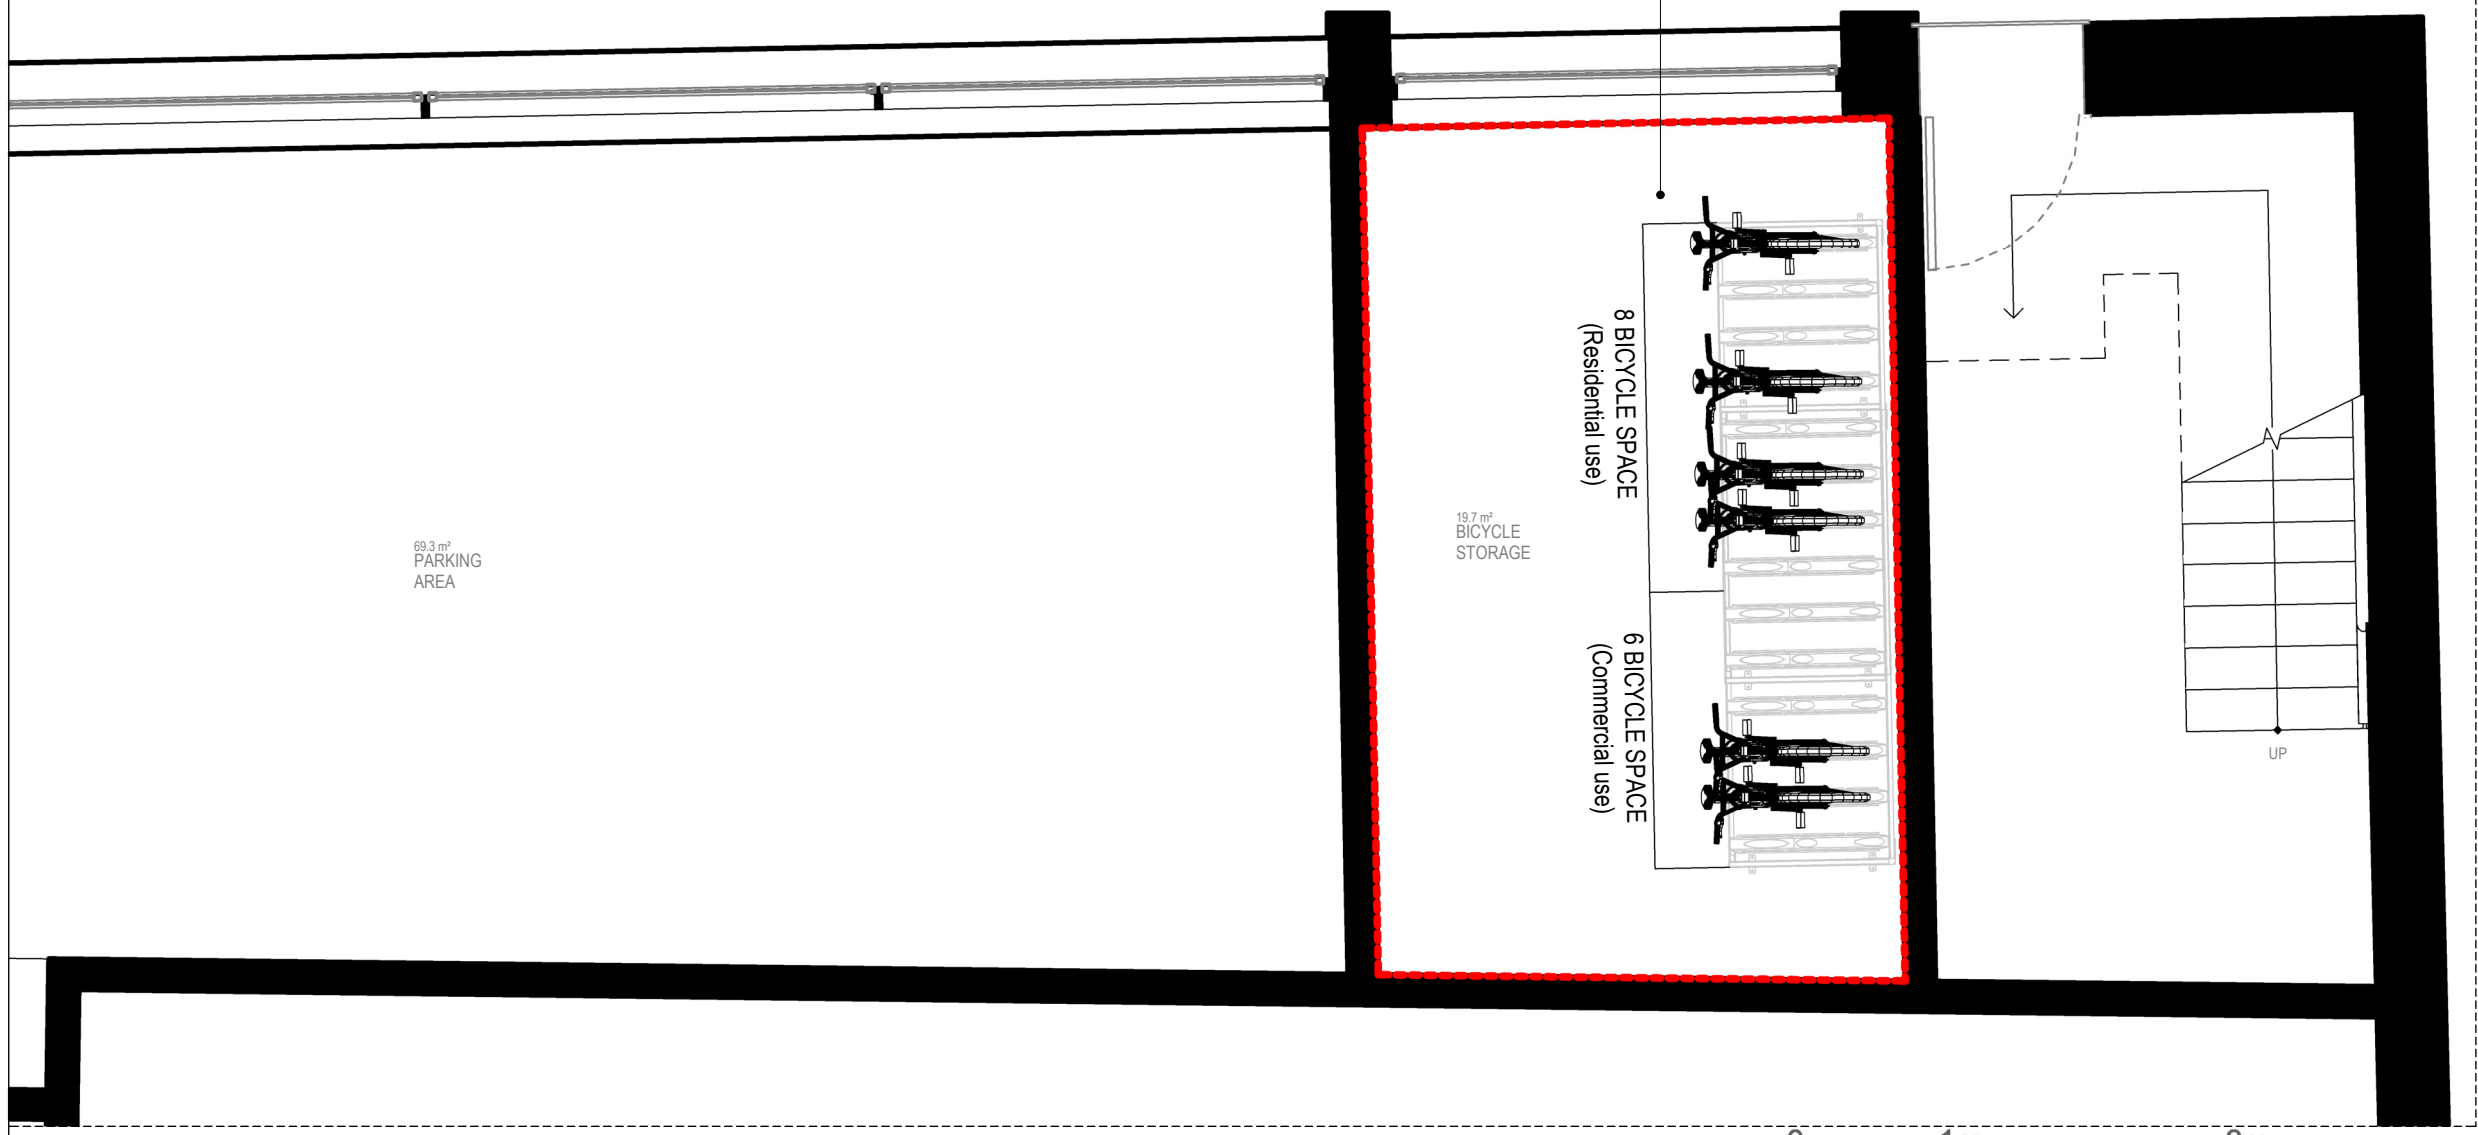 69.3 m²
PARKING
AREA
19.7 m²
BICYCLE
STORAGE
8 BICYCLE SPACE
(Residential use)
6 BICYCLE SPACE
(Commercial use)
UP